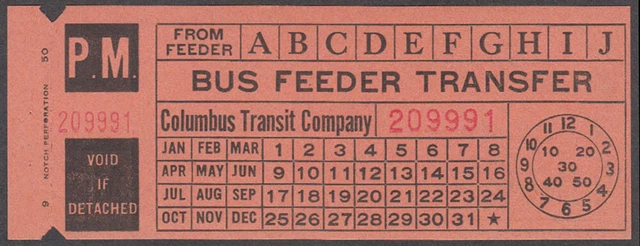 50
NOTCH PERFORATION
9
P.M.
209991
VOID
IF
DETACHED
FROM
FEEDER
A B C D E F G H I J
BUS FEEDER TRANSFER
Columbus Transit Company 209991
JAN FEB MAR 1 2 3 4 5 6 7 8
APR MAY JUN 9 10 11 12 13 14 15 16
JUL AUG SEP 17 18 19 20 21 22 23 24
OCT NOV DEC 25 26 27 28 29 30 31 ★
12 1 2 3 4 5 6 7 8 9 10 11
10 20
30
40 50